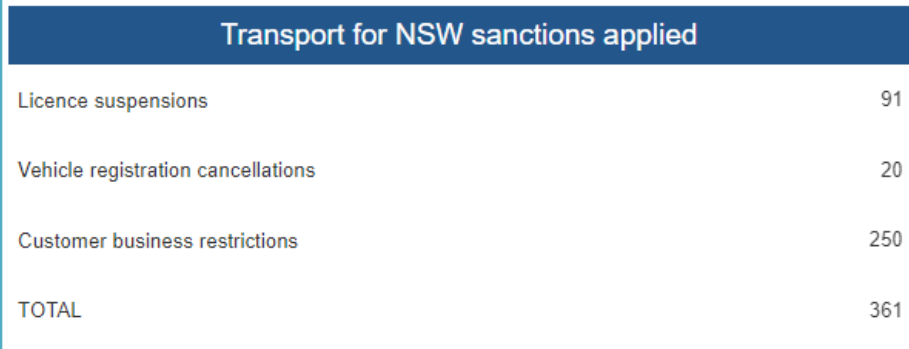 Transport for NSW sanctions applied
Licence suspensions 91
Vehicle registration cancellations 20
Customer business restrictions 250
TOTAL 361